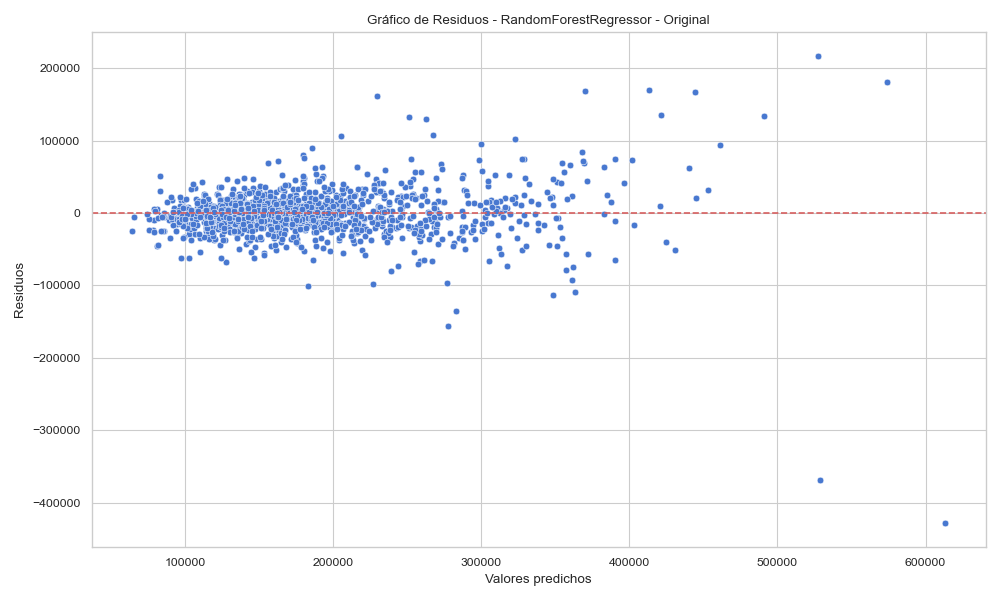 Gráfico de Residuos - RandomForestRegressor - Original
Residuos
200000
100000
0
−100000
−200000
−300000
−400000
100000 200000 300000 400000 500000 600000
Valores predichos